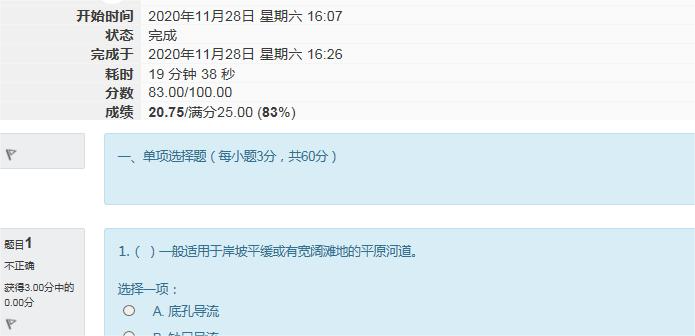 开始时间 2020年11月28日 星期六 16:07
状态 完成
完成于 2020年11月28日 星期六 16:26
耗时 19 分钟 38 秒
分数 83.00/100.00
成绩 20.75/满分25.00 (83%)
一、单项选择题（每小题3分，共60分）
题目1
不正确
获得3.00分中的
0.00分
1.（ ）一般适用于岸坡平缓或有宽阔滩地的平原河道。
选择一项：
A. 底孔导流